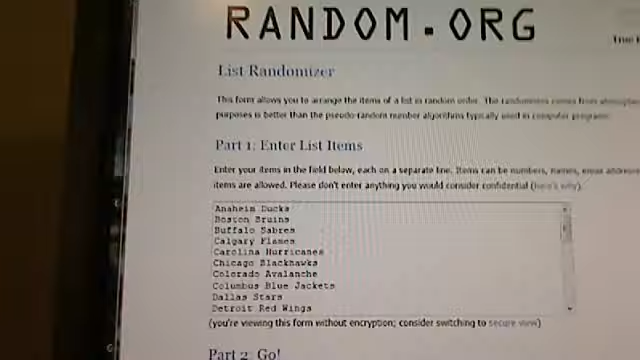 RANDOM.ORG
True
List Randomizer
This form allows you to arrange the items of a list in random order. The randomness comes from
purposes is better than the pseudo-random number algorithms typically used in computer programs.
Part 1: Enter List Items
Enter your items in the field below, each on a separate line. Items can be numbers, names, email
items are allowed. Please don't enter anything you would consider confidential (here's why).
Anaheim Ducks
Boston Bruins
Buffalo Sabres
Calgary Flames
Carolina Hurricanes
Chicago Blackhawks
Colorado Avalanche
Columbus Blue Jackets
Dallas Stars
Detroit Red Wings
(you're viewing this form without encryption; consider switching to secure view)
Part 2: Go!